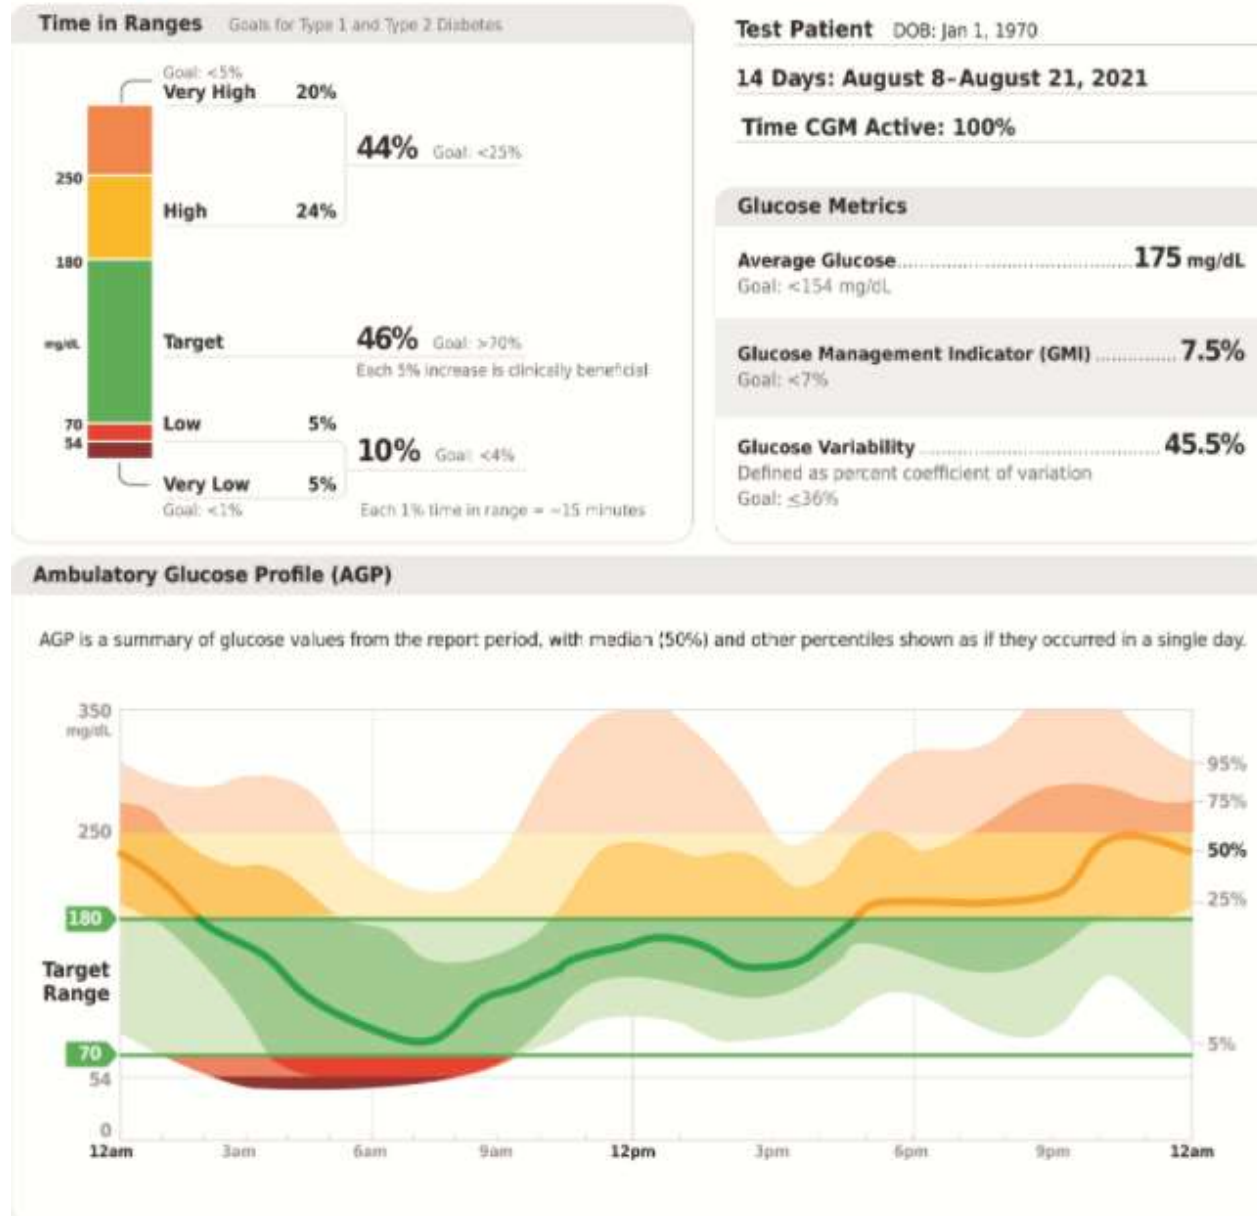 Time in Ranges Goals for Type 1 and Type 2 Diabetes
Goal: <5%
Very High 20%
44% Goal: <25%
250
High 24%
180
mg/dL
Target 46% Goal: >70%
Each 5% increase is clinically beneficial
70
Low 5%
54
10% Goal: <4%
Very Low 5%
Goal: <1%
Each 1% time in range = ~15 minutes
Test Patient DOB: Jan 1, 1970
14 Days: August 8–August 21, 2021
Time CGM Active: 100%
Glucose Metrics
Average Glucose 175 mg/dL
Goal: <154 mg/dL
Glucose Management Indicator (GMI) 7.5%
Goal: <7%
Glucose Variability 45.5%
Defined as percent coefficient of variation
Goal: ≤36%
Ambulatory Glucose Profile (AGP)
AGP is a summary of glucose values from the report period, with median (50%) and other percentiles shown as if they occurred in a single day.
350
mg/dL
95%
75%
250
50%
25%
180
Target
Range
70
5%
54
0
12am 3am 6am 9am 12pm 3pm 6pm 9pm 12am